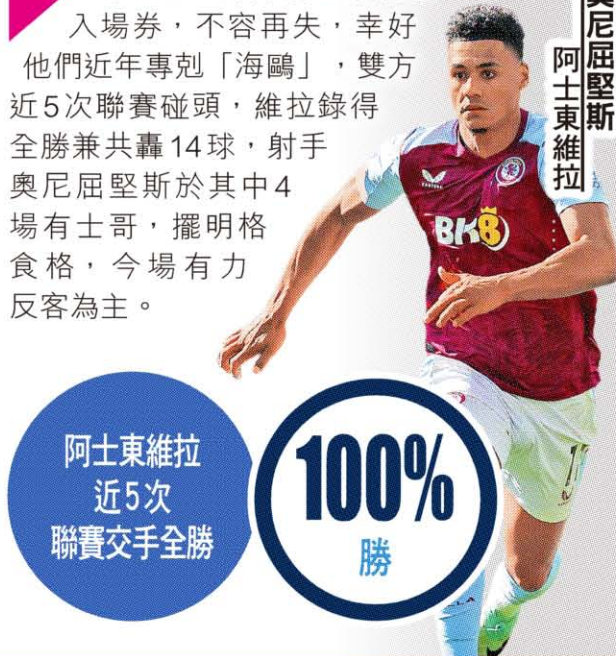 入場券，不容再失，幸好
他們近年專剋「海鷗」，雙方
近5次聯賽碰頭，維拉錄得
全勝兼共轟14球，射手
奧尼屈堅斯於其中4
場有士哥，擺明格
食格，今場有力
反客為主。
奧尼屈堅斯
阿士東維拉
BK8
阿士東維拉
近5次
聯賽交手全勝
100%
勝